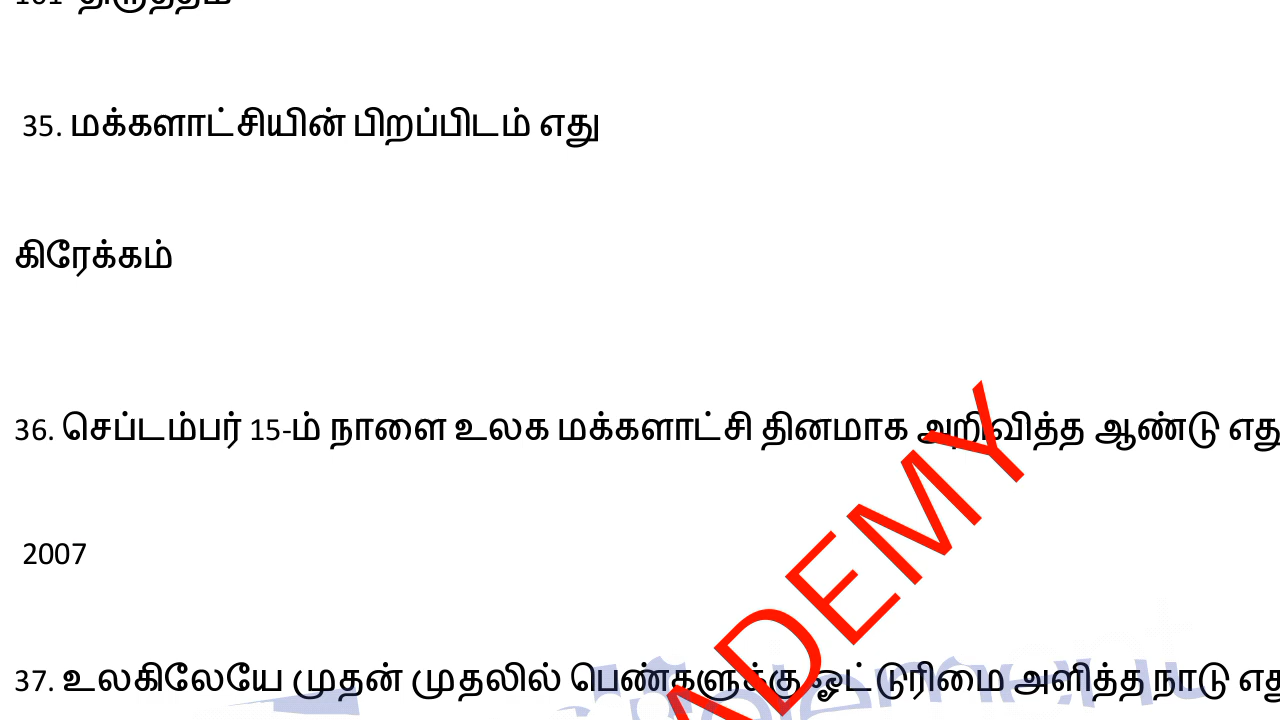 35. மக்களாட்சியின் பிறப்பிடம் எது
கிரேக்கம்
36. செப்டம்பர் 15-ம் நாளை உலக மக்களாட்சி தினமாக அறிவித்த ஆண்டு எது
2007
37. உலகிலேயே முதன் முதலில் பெண்களுக்கு ஓட்டுரிமை அளித்த நாடு எது
ADEMY